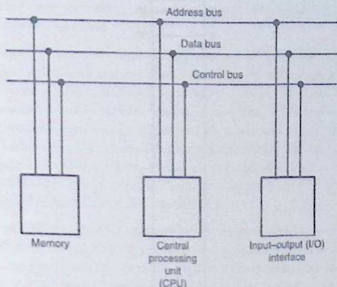 Address bus
Data bus
Control bus
Memory
Central
processing
unit
(CPU)
Input–output (I/O)
interface